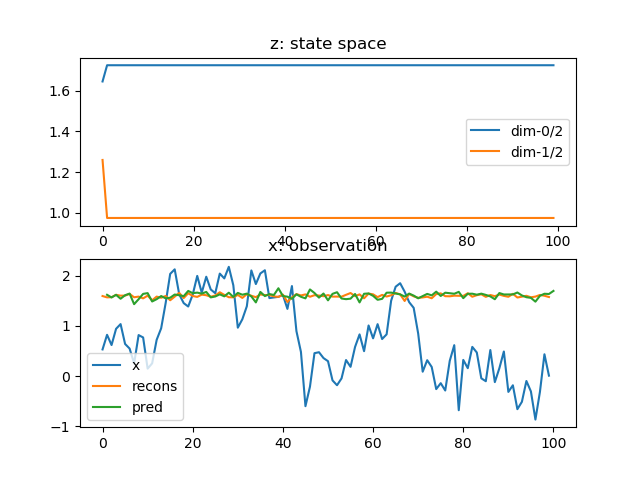 z: state space
1.6
1.4
1.2
1.0
dim-0/2
dim-1/2
0 20 40 60 80 100
x: observation
2
1
0
−1
x
recons
pred
0 20 40 60 80 100